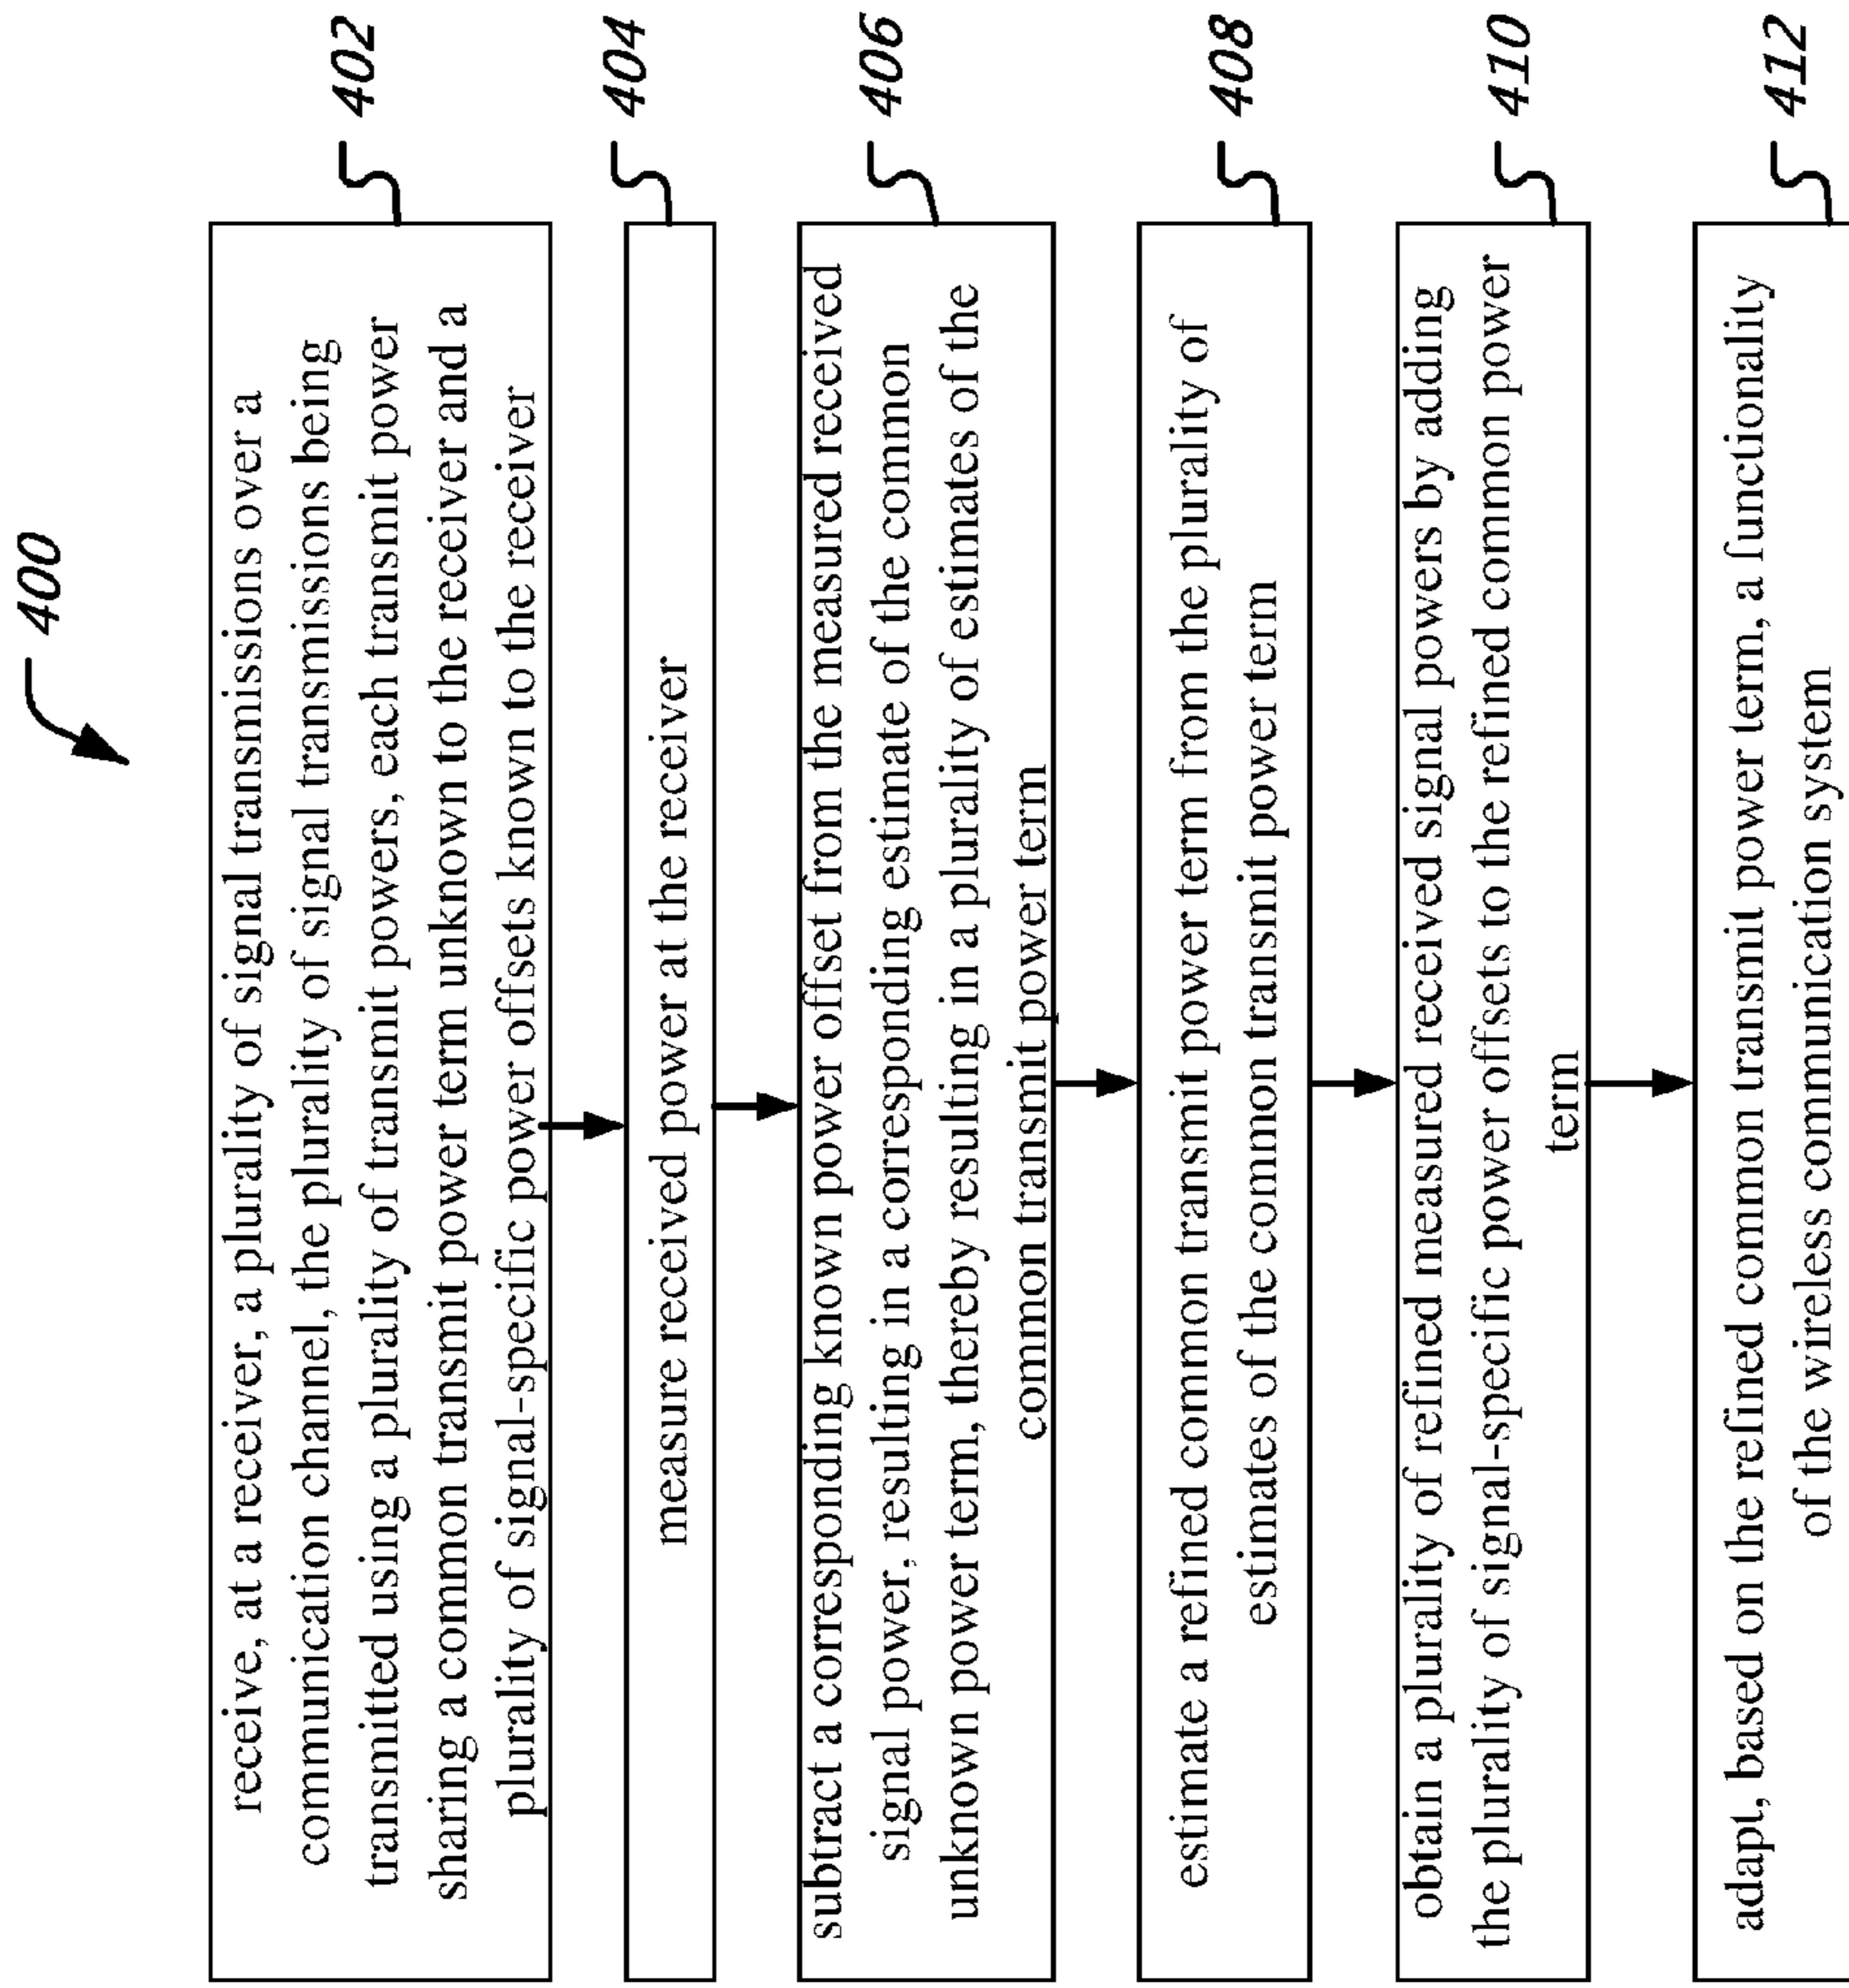 400
receive, at a receiver, a plurality of signal transmissions over a
communication channel, the plurality of signal transmissions being
transmitted using a plurality of transmit powers, each transmit power
sharing a common transmit power term unknown to the receiver and a
plurality of signal-specific power offsets known to the receiver
402
measure received power at the receiver
404
subtract a corresponding known power offset from the measured received
signal power, resulting in a corresponding estimate of the common
unknown power term, thereby resulting in a plurality of estimates of the
common transmit power term
406
estimate a refined common transmit power term from the plurality of
estimates of the common transmit power term
408
obtain a plurality of refined measured received signal powers by adding
the plurality of signal-specific power offsets to the refined common power
term
410
adapt, based on the refined common transmit power term, a functionality
of the wireless communication system
412